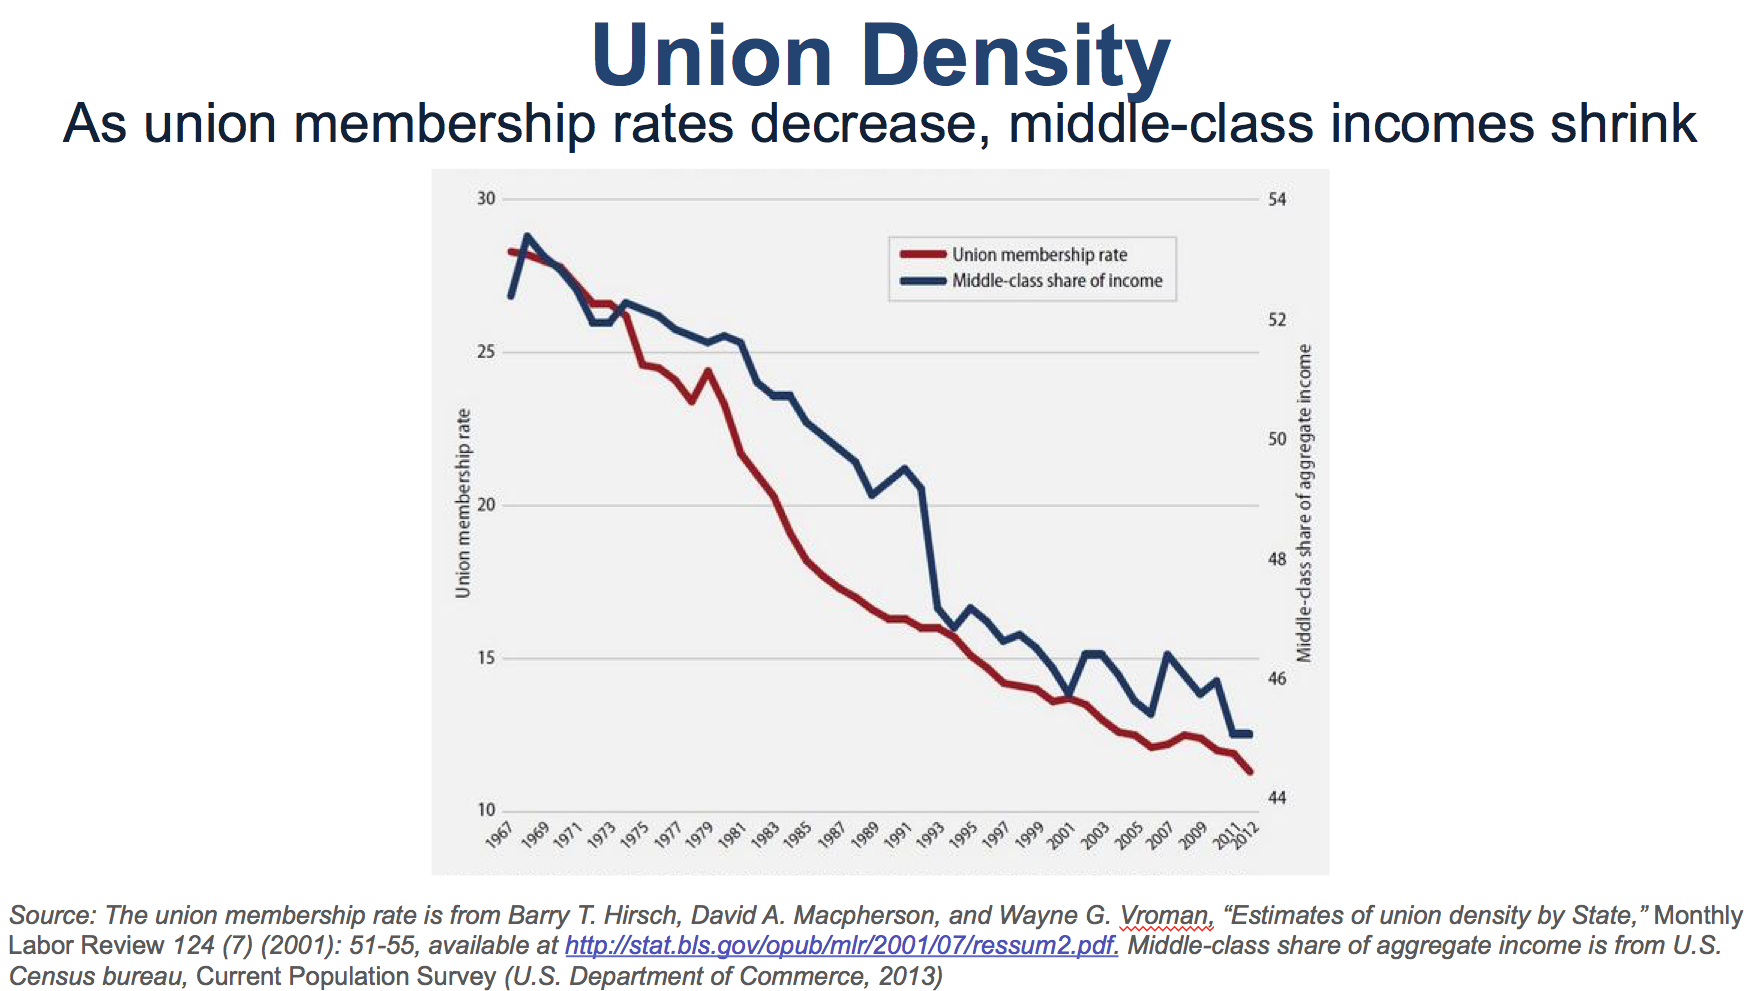 Union Density
As union membership rates decrease, middle-class incomes shrink
30
25
20
15
10
Union membership rate
Union membership rate
Middle-class share of income
54
52
50
48
46
44
Middle-class share of aggregate income
1967 1969 1971 1973 1975 1977 1979 1981 1983 1985 1987 1989 1991 1993 1995 1997 1999 2001 2003 2005 2007 2009 2011 2012
Source: The union membership rate is from Barry T. Hirsch, David A. Macpherson, and Wayne G. Vroman, “Estimates of union density by State,” Monthly
Labor Review 124 (7) (2001): 51-55, available at http://stat.bls.gov/opub/mlr/2001/07/ressum2.pdf. Middle-class share of aggregate income is from U.S.
Census bureau, Current Population Survey (U.S. Department of Commerce, 2013)